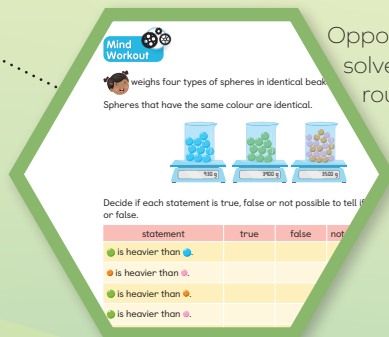 Mind
Workout
Oppo
solve
rou
weighs four types of spheres in identical beak
Spheres that have the same colour are identical.
3900 g
3500 g
Decide if each statement is true, false or not possible to tell if
or false.
statement true false not
is heavier than .
is heavier than .
is heavier than .
is heavier than .